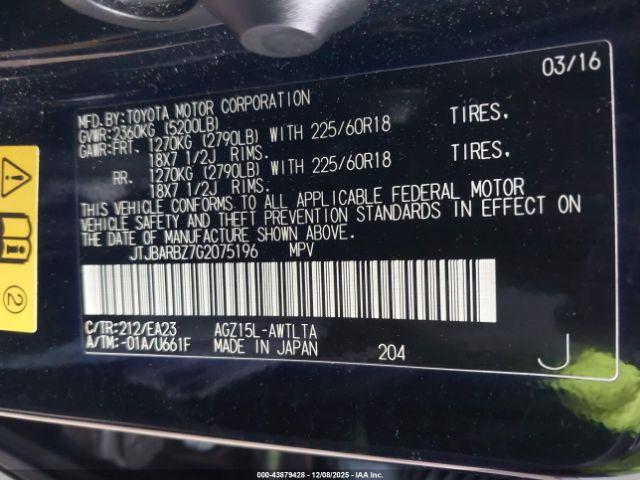 03/16
MFD.BY:TOYOTA MOTOR CORPORATION
GVWR:2360KG (5200LB)
GAWR:FRT. 1270KG (2790LB) WITH 225/60R18 TIRES.
18X7 1/2J RIMS.
RR. 1270KG (2790LB) WITH 225/60R18 TIRES.
18X7 1/2J RIMS.
THIS VEHICLE CONFORMS TO ALL APPLICABLE FEDERAL MOTOR
VEHICLE SAFETY AND THEFT PREVENTION STANDARDS IN EFFECT ON
THE DATE OF MANUFACTURE SHOWN ABOVE.
JTJBARBZ7G2075196 MPV
C/TR:212/EA23 AGZ15L-AWTLTA
A/TM:-01A/U661F MADE IN JAPAN 204 J
2
000-43879428 - 12/08/2025 - IAA Inc.